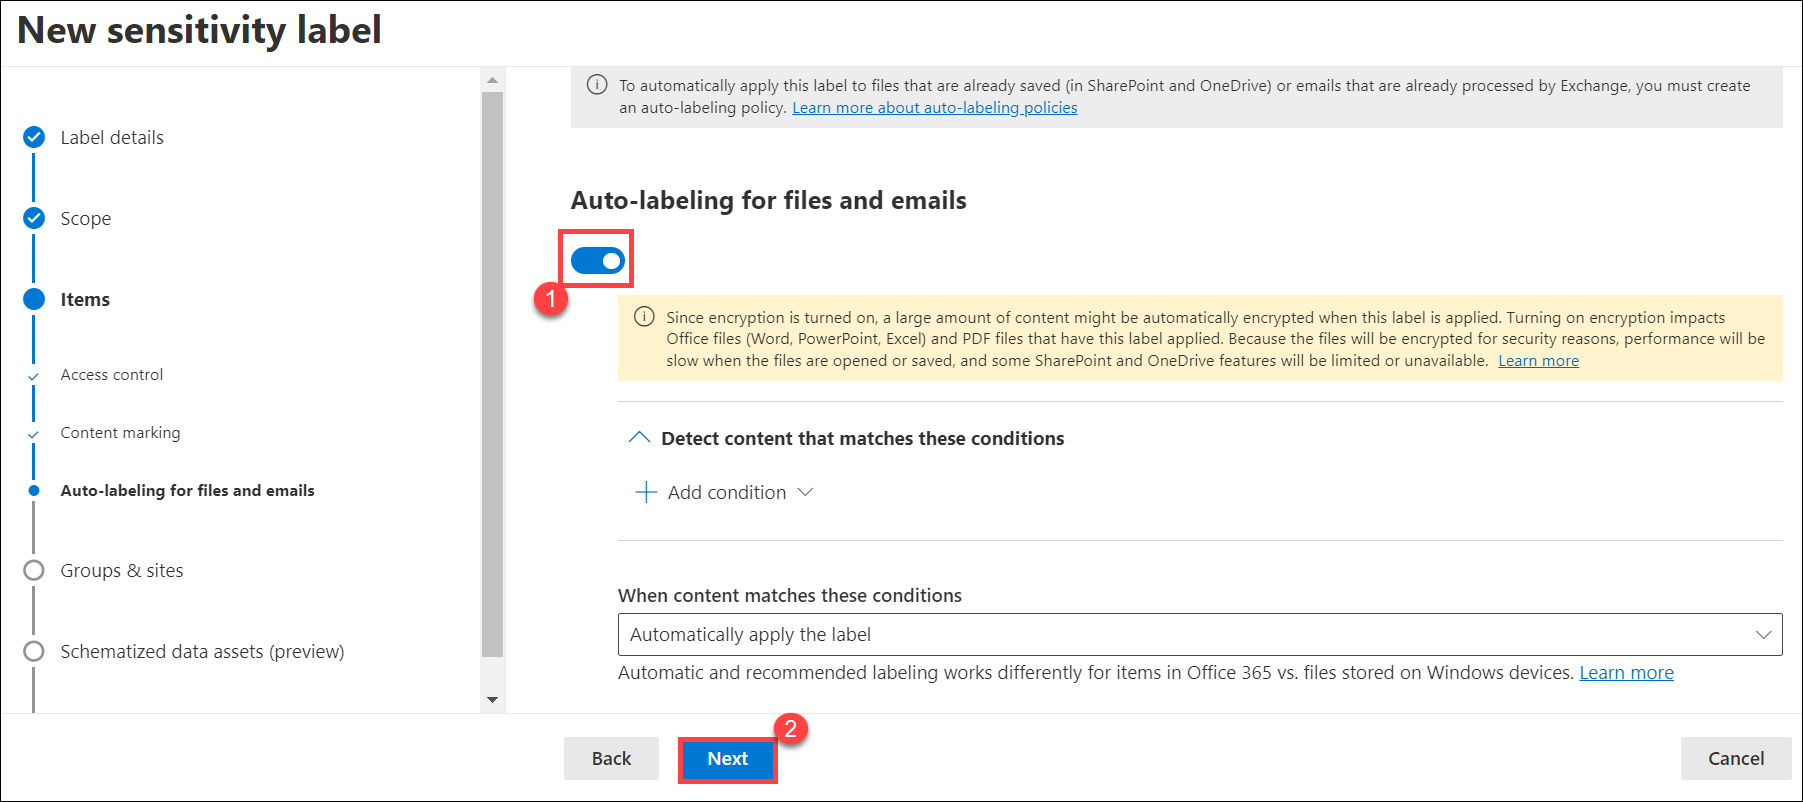 New sensitivity label
Label details
Scope
Items
Access control
Content marking
Auto-labeling for files and emails
Groups & sites
Schematized data assets (preview)
To automatically apply this label to files that are already saved (in SharePoint and OneDrive) or emails that are already processed by Exchange, you must create
an auto-labeling policy. Learn more about auto-labeling policies
Auto-labeling for files and emails
1
Since encryption is turned on, a large amount of content might be automatically encrypted when this label is applied. Turning on encryption impacts
Office files (Word, PowerPoint, Excel) and PDF files that have this label applied. Because the files will be encrypted for security reasons, performance will be
slow when the files are opened or saved, and some SharePoint and OneDrive features will be limited or unavailable. Learn more
Detect content that matches these conditions
Add condition
When content matches these conditions
Automatically apply the label
Automatic and recommended labeling works differently for items in Office 365 vs. files stored on Windows devices. Learn more
2
Back
Next
Cancel